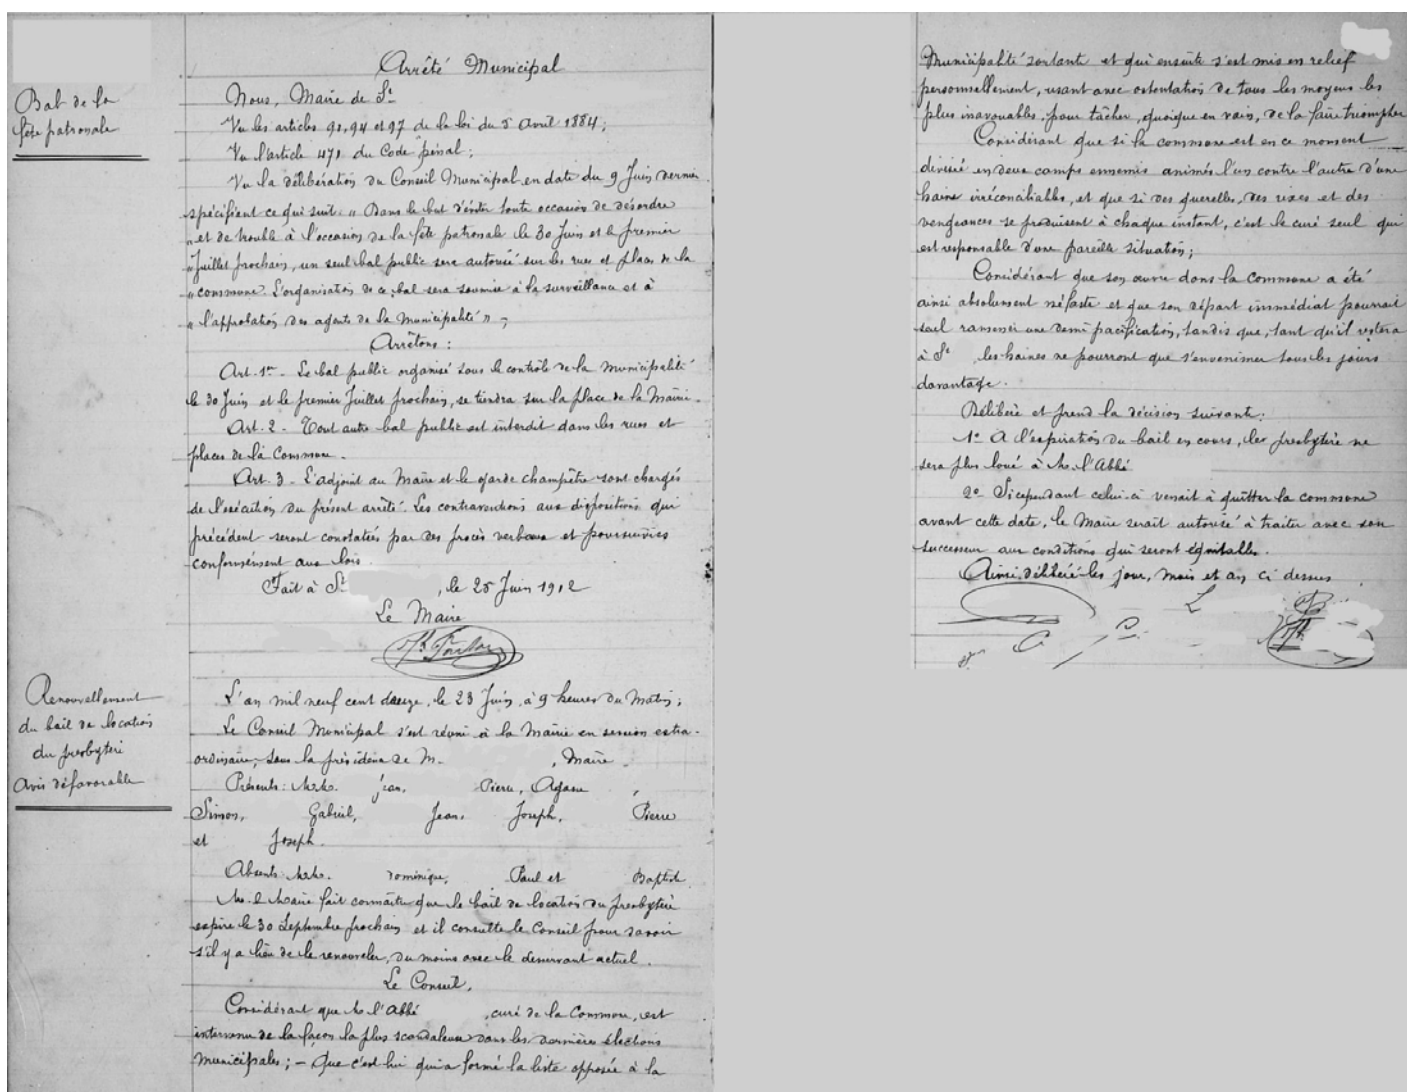 Bal de la
fête patronale
Arrêté Municipal
Nous, Maire de St
Vu les articles 91, 94 et 97 de la loi du 5 avril 1884;
Vu l'article 471 du Code pénal;
Vu la délibération du Conseil Municipal en date du 9 Juin dernier
spécifient ce qui suit: " Dans le but d'éviter toute occasion de désordre
" et de trouble à l'occasion de la fête patronale le 30 Juin et le premier
" Juillet prochain, un seul bal public sera autorisé sur les rues et places de la
" commune. L'organisation de ce bal sera soumise à la surveillance et à
" l'approbation des agents de la municipalité " ;
Arrêtons :
Art. 1er - Le bal public organisé sous le contrôle de la municipalité
le 30 Juin et le premier Juillet prochain, se tiendra sur la place de la Mairie.
Art. 2 - Tout autre bal public est interdit dans les rues et
places de la Commune.
Art. 3 - L'adjoint au Maire et le garde champêtre sont chargés
de l'exécution du présent arrêté. Les contraventions aux dispositions qui
précèdent seront constatées par des procès verbaux et poursuivies
conformément aux lois.
Fait à St , le 25 Juin 1912
Le Maire
Renouvellement
du bail de location
du presbytère
Avis défavorable
L'an mil neuf cent douze, le 23 Juin, à 9 heures du Matin;
Le Conseil Municipal s'est réuni à la Mairie en session extra-
ordinaire, sous la présidence de M. , Maire.
Présents: MM. Jean, Pierre,
Simon, Gabriel, Jean, Joseph, Pierre
et Joseph.
Absents MM. Dominique, Paul et Baptist
M. le Maire fait connaître que le bail de location du presbytère
expire le 30 Septembre prochain et il consulte le Conseil pour savoir
s'il y a lieu de le renouveler, du moins avec le desservant actuel.
Le Conseil,
Considérant que M. l'Abbé , curé de la Commune, est
intervenu de la façon la plus scandaleuse dans les dernières élections
municipales; - Que c'est lui qui a formé la liste opposée à la
Municipalité sortante et qui ensuite s'est mis en relief
personnellement, usant avec ostentation de tous les moyens les
plus inavouables pour tâcher, quoique en vain, de la faire triompher
Considérant que si la commune est en ce moment
divisée en deux camps ennemis animés l'un contre l'autre d'une
haine irréconciliables, et que si des querelles, des rixes et des
vengeances se produisent à chaque instant, c'est le curé seul qui
est responsable d'une pareille situation;
Considérant que son œuvre dans la commune a été
ainsi absolument néfaste et que son départ immédiat pourrait
seul ramener une demi pacification, tandis que, tant qu'il restera
à St les haines ne pourront que s'envenimer tous les jours
davantage.
Délibère et prend la décision suivante:
1° A l'expiration du bail en cours, le presbytère ne
sera plus loué à M. l'Abbé
2° Si cependant celui-ci venait à quitter la commune
avant cette date, le Maire serait autorisé à traiter avec son
successeur aux conditions qui seront équitables.
Ainsi délibéré les jour, mois et an ci dessus